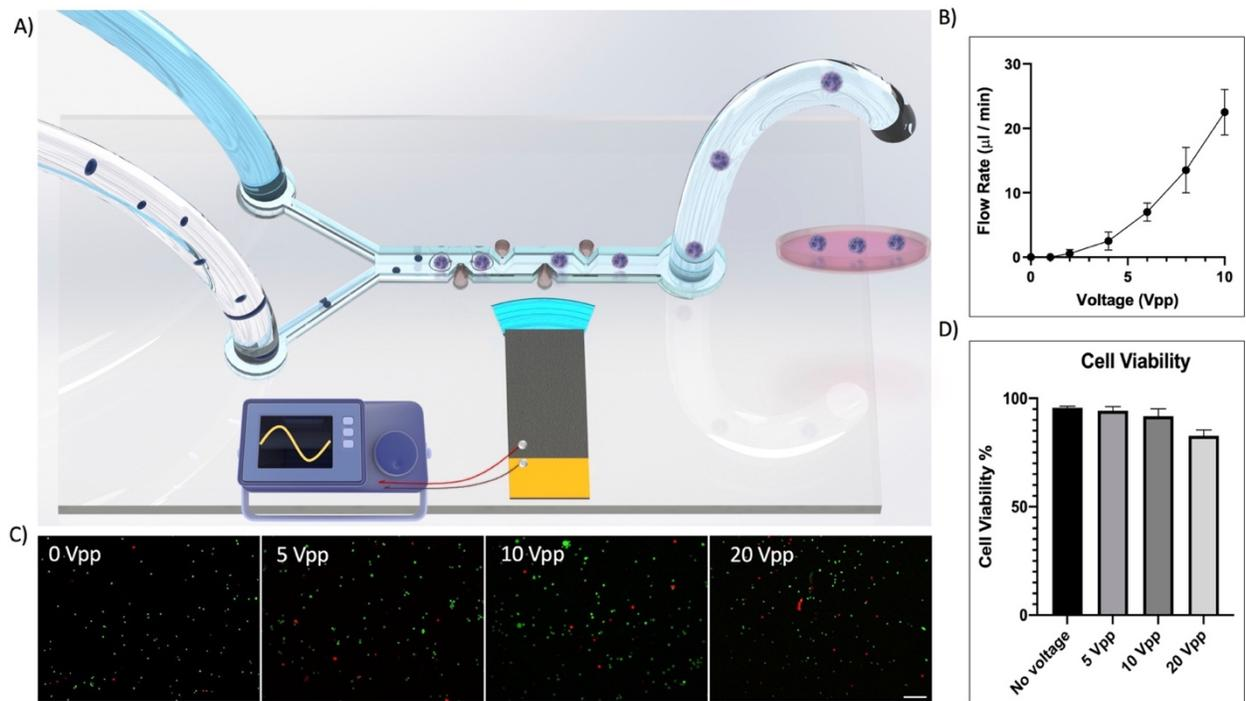 A)
B)
30
20
10
0
Flow Rate (µl / min)
5
10
Voltage (Vpp)
C)
0 Vpp
5 Vpp
10 Vpp
20 Vpp
D)
Cell Viability
100
50
0
Cell Viability %
No voltage
5 Vpp
10 Vpp
20 Vpp